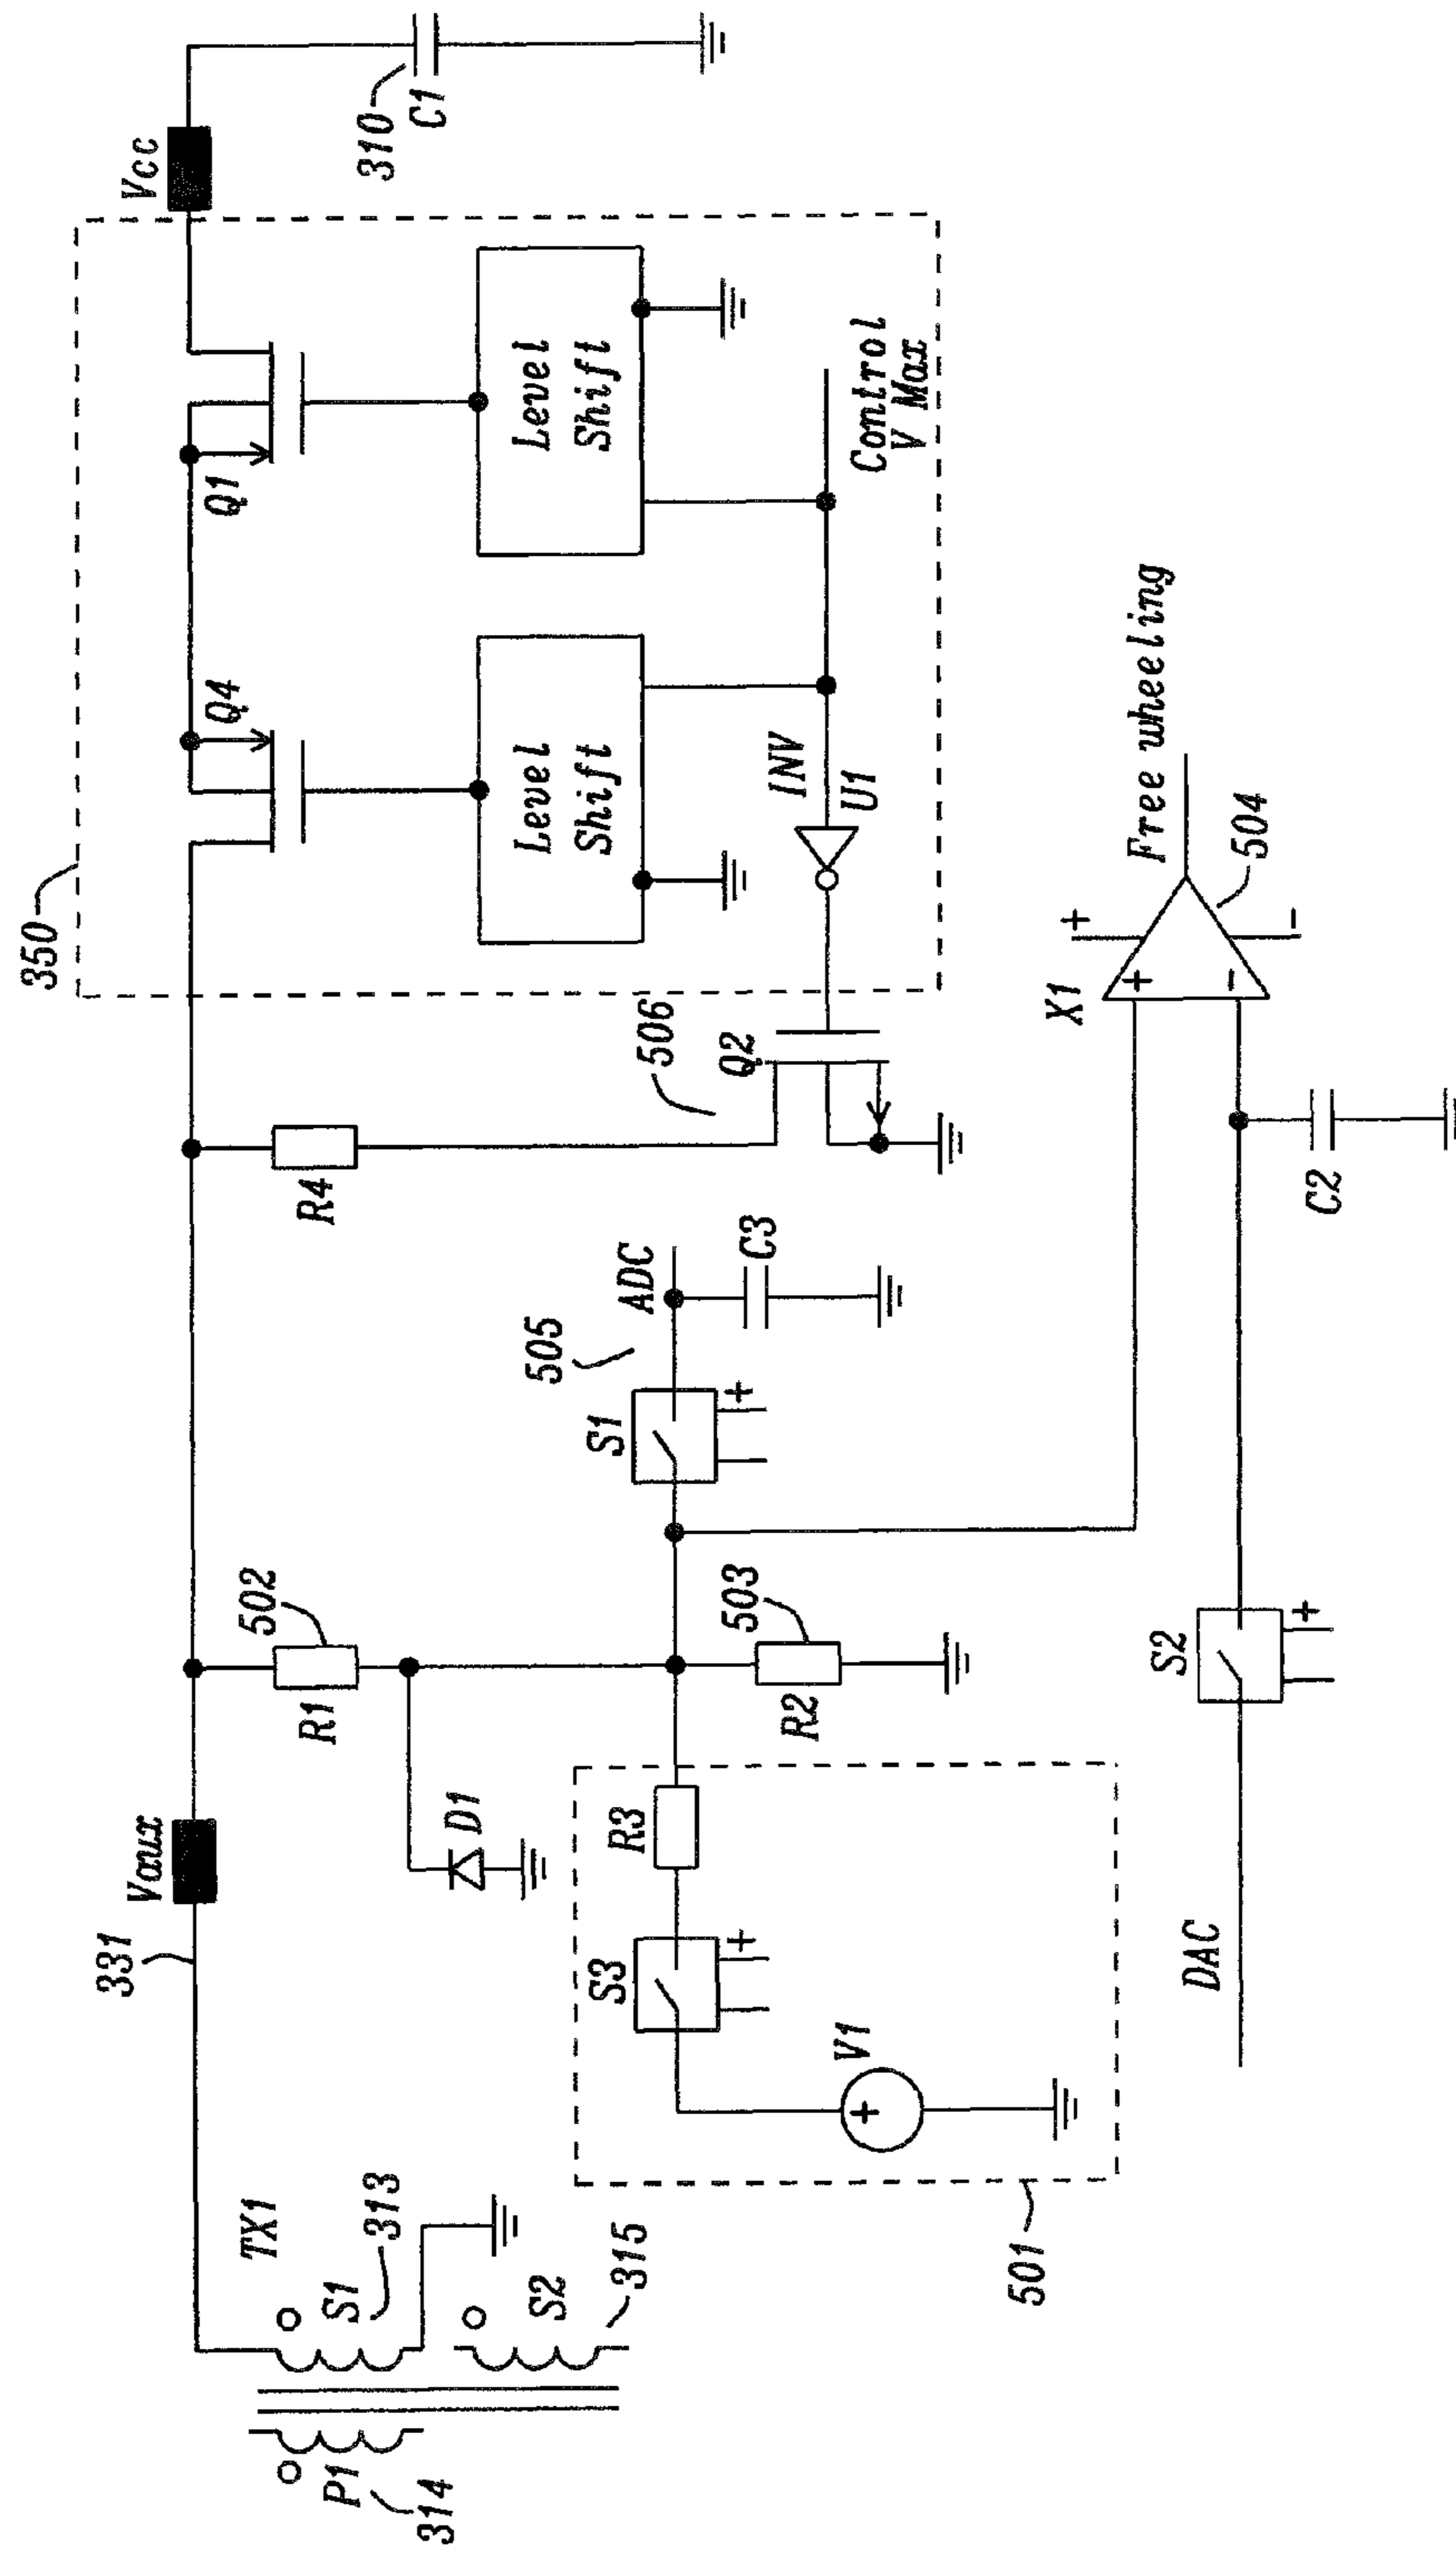 331
Vaux
350
Vcc
TX1
S1
313
P1
314
S2
315
R1
502
D1
R4
Q4
Q1
310
C1
Level
Shift
Level
Shift
501
S3
+
R3
V1
+
R2
503
S1
+
505
ADC
C3
506
Q2
INV
U1
Control
V Max
DAC
S2
+
C2
X1
+
-
+
-
504
Free wheeling